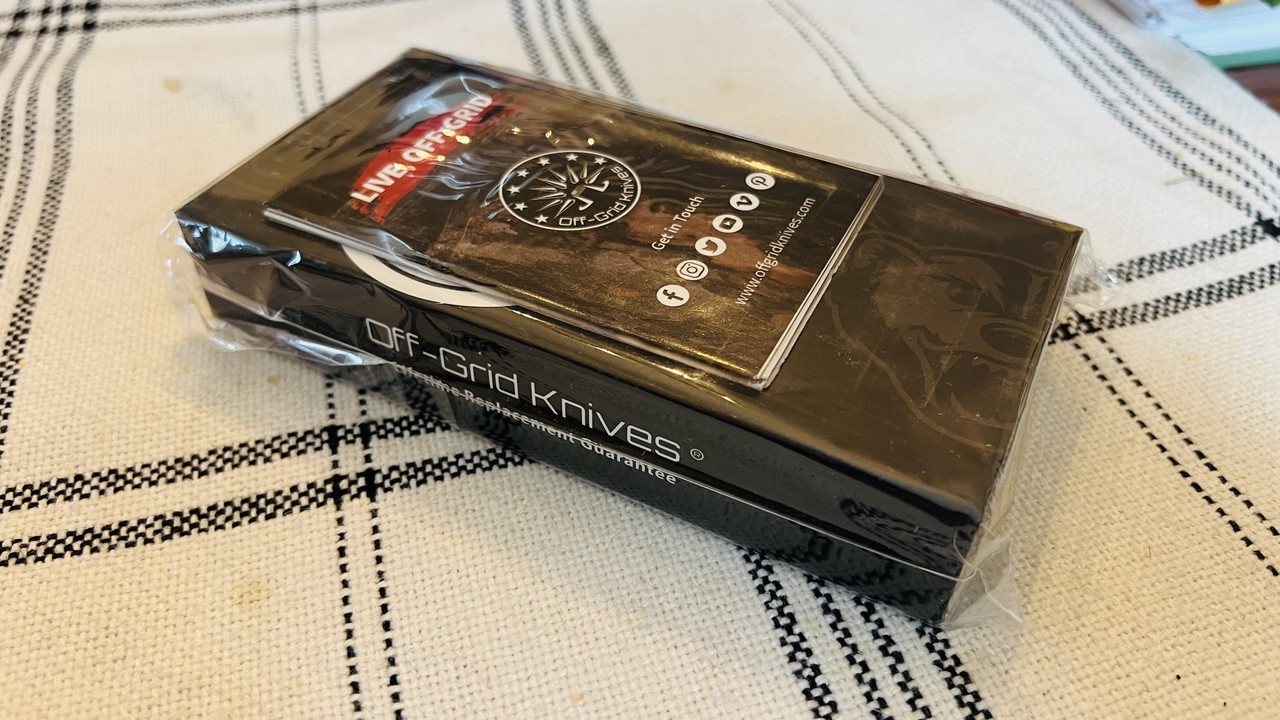 LIVE OFF-GRID
Off-Grid Knives
Get in Touch
www.offgridknives.com
Off-Grid Knives ®
Lifetime Replacement Guarantee